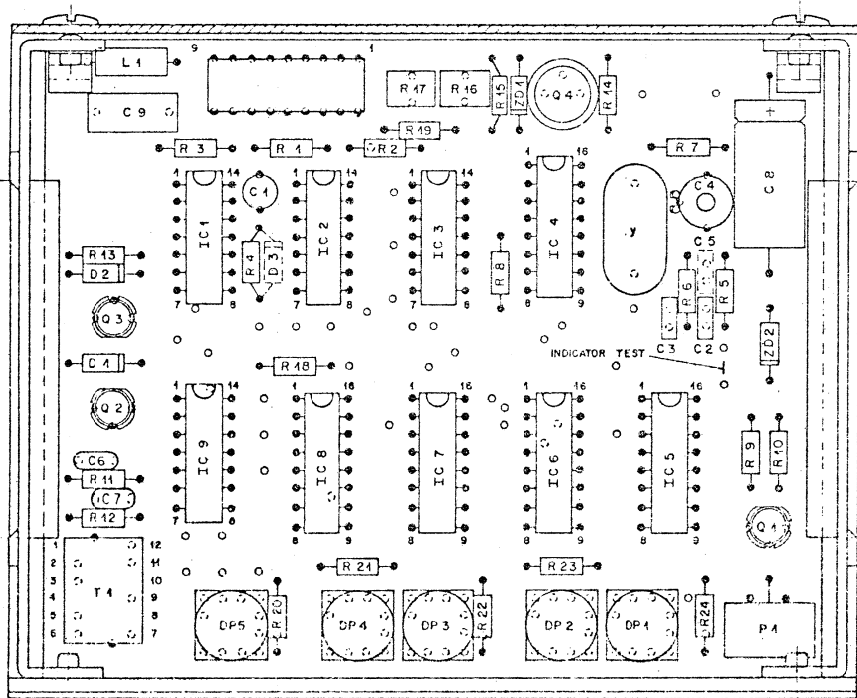 L 1
9 1
C 9
R 17 R 16 R 15 ZD 1 Q 4 R 14
R 19
R 3 R 1 R 2 R 7
C 8
+
1 14 1 14 1 14 1 16
C 1 C 4
IC 1 IC 2 IC 3 IC 4 Y
R 13 R 4 D 3 R 8 C 5
D 2 R 6 R 5
7 8 7 8 7 8 8 9
Q 3
C 3 C 2 ZD 2
INDICATOR TEST
D 1 R 18
1 14 1 16 1 16 1 16 1 16
Q 2
IC 9 IC 8 IC 7 IC 6 IC 5 R 9 R 10
C 6
R 11
C 7
R 12
7 8 8 9 8 9 8 9 8 9
Q 1
1 12
2 11
3 10
4 9
5 8
6 7
T 1
R 21 R 23
DP 5 R 20 DP 4 DP 3 R 22 DP 2 DP 1 R 24 P 1